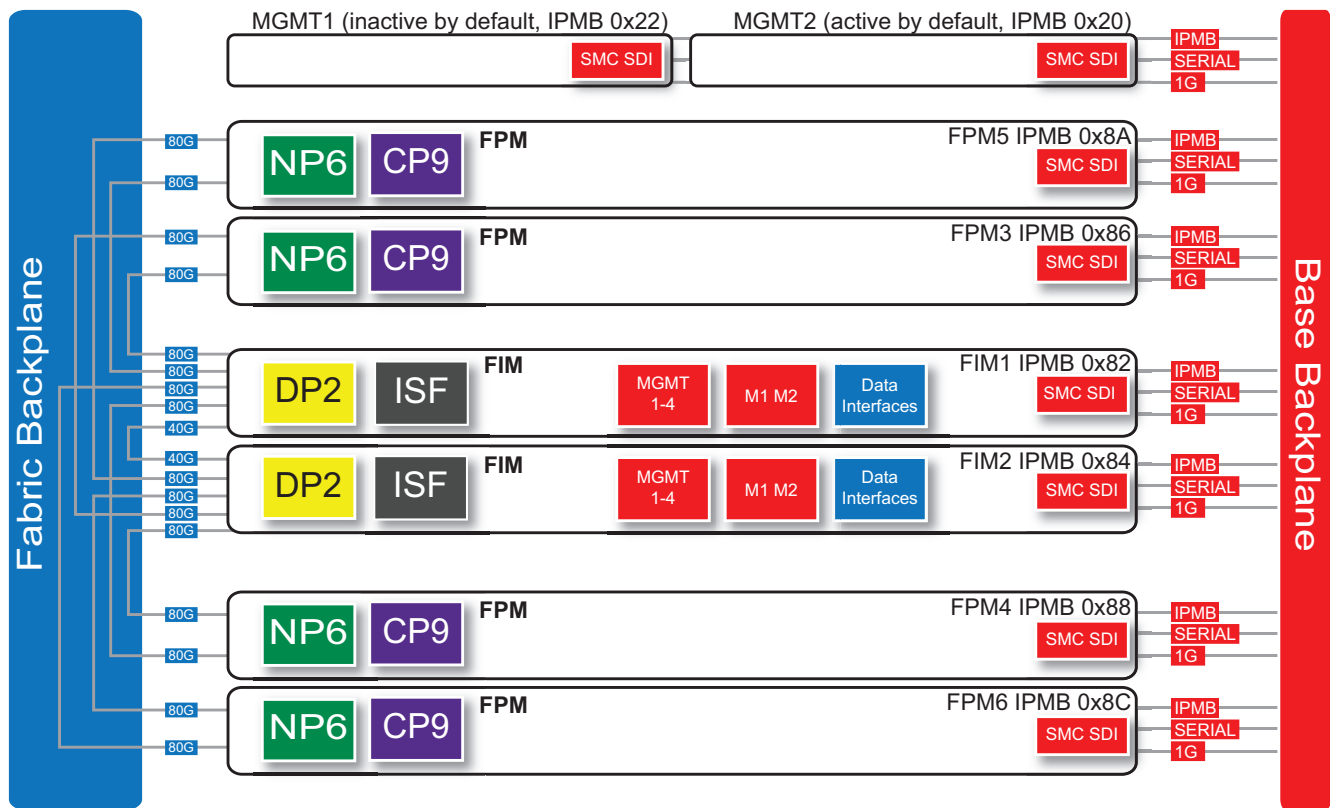 MGMT1 (inactive by default, IPMB 0x22)
MGMT2 (active by default, IPMB 0x20)
SMC SDI
SMC SDI
IPMB
SERIAL
1G
Fabric Backplane
Base Backplane
80G
80G
NP6
CP9
FPM
FPM5 IPMB 0x8A
SMC SDI
IPMB
SERIAL
1G
80G
80G
NP6
CP9
FPM
FPM3 IPMB 0x86
SMC SDI
IPMB
SERIAL
1G
80G
80G
80G
80G
40G
DP2
ISF
FIM
MGMT
1-4
M1 M2
Data
Interfaces
FIM1 IPMB 0x82
SMC SDI
IPMB
SERIAL
1G
40G
80G
80G
80G
80G
DP2
ISF
FIM
MGMT
1-4
M1 M2
Data
Interfaces
FIM2 IPMB 0x84
SMC SDI
IPMB
SERIAL
1G
80G
80G
NP6
CP9
FPM
FPM4 IPMB 0x88
SMC SDI
IPMB
SERIAL
1G
80G
80G
NP6
CP9
FPM
FPM6 IPMB 0x8C
SMC SDI
IPMB
SERIAL
1G